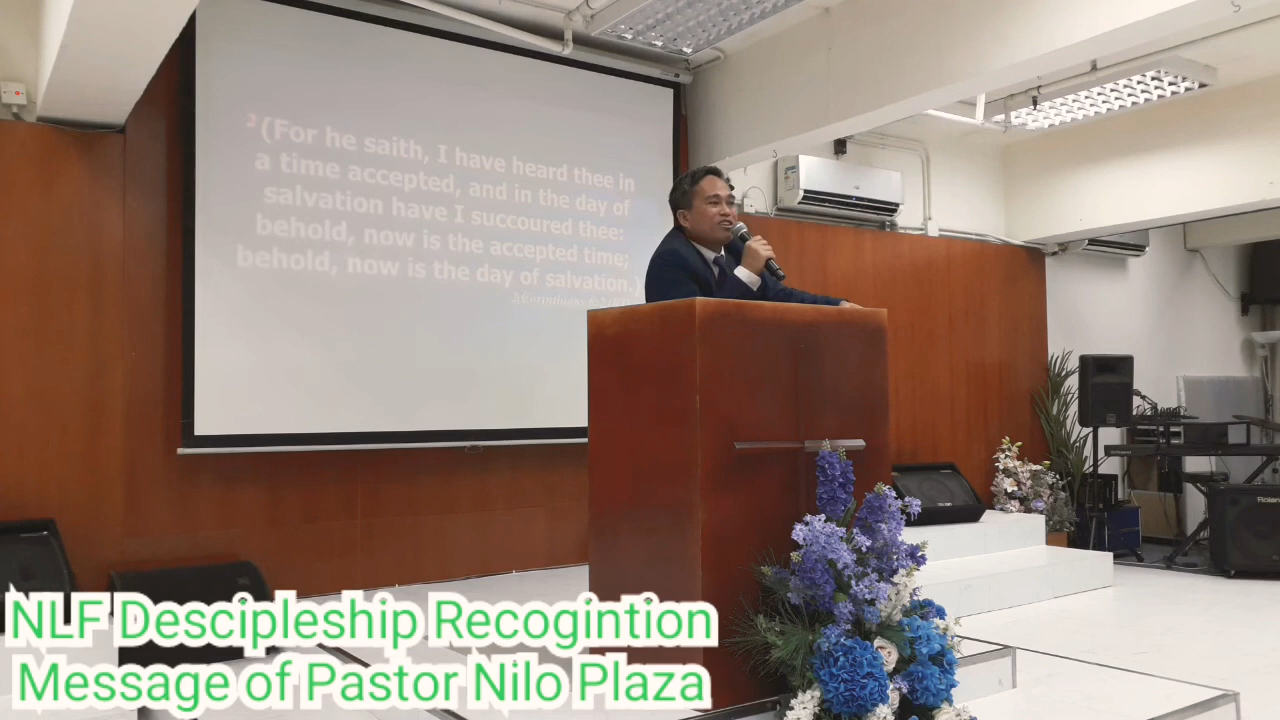 2 (For he saith, I have heard thee in
a time accepted, and in the day of
salvation have I succoured thee:
behold, now is the accepted time;
behold, now is the day of salvation.)
Roland
NLF Descipleship Recogintion
Message of Pastor Nilo Plaza